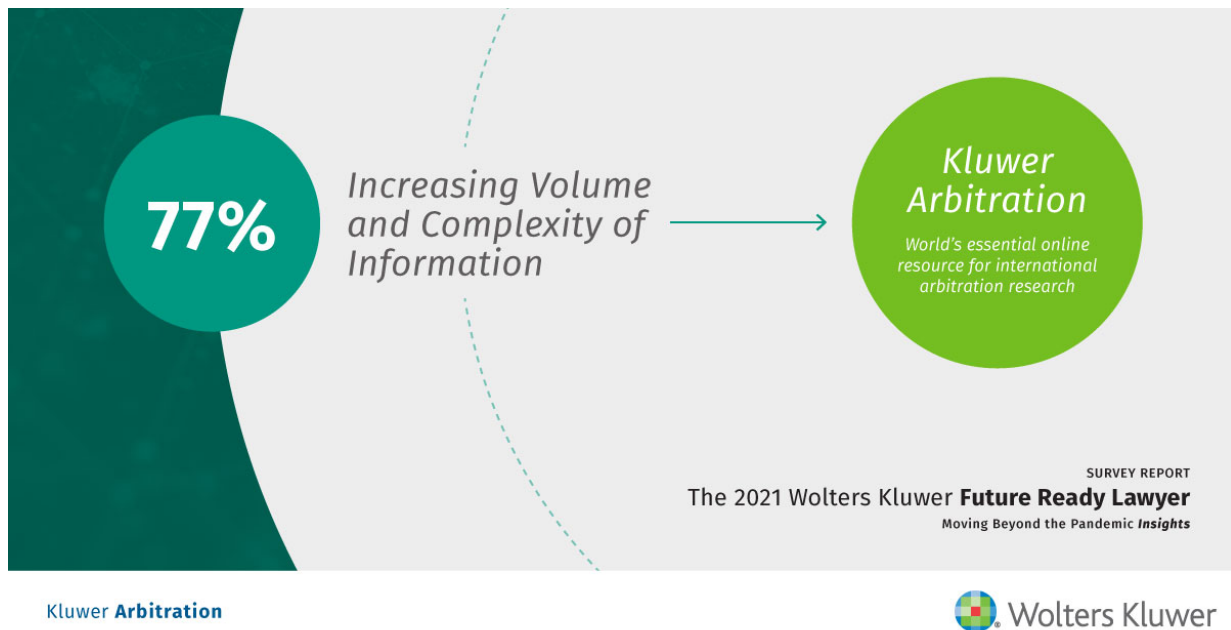 77%
Increasing Volume
and Complexity of
Information
Kluwer
Arbitration
World's essential online
resource for international
arbitration research
SURVEY REPORT
The 2021 Wolters Kluwer Future Ready Lawyer
Moving Beyond the Pandemic Insights
Kluwer Arbitration
Wolters Kluwer